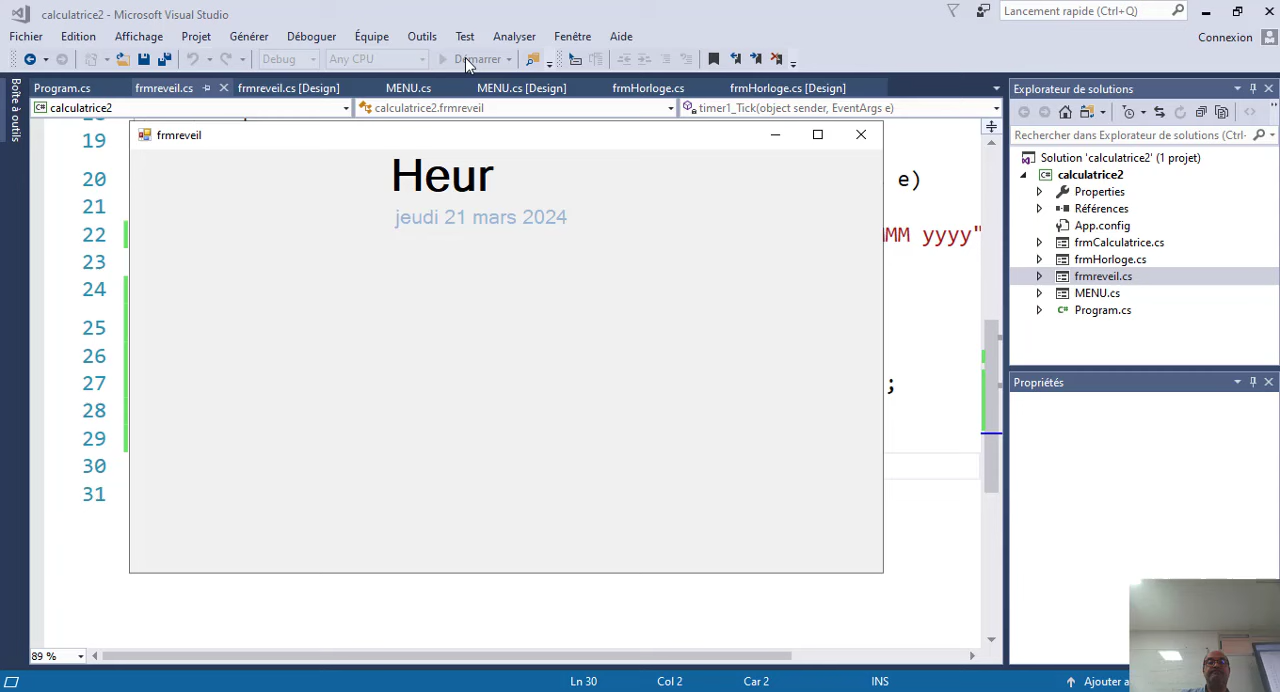 calculatrice2 - Microsoft Visual Studio
Lancement rapide (Ctrl+Q)
Fichier Edition Affichage Projet Générer Déboguer Équipe Outils Test Analyser Fenêtre Aide
Connexion
Debug Any CPU Démarrer
Boîte à outils
Program.cs frmreveil.cs frmreveil.cs [Design] MENU.cs MENU.cs [Design] frmHorloge.cs frmHorloge.cs [Design]
calculatrice2 calculatrice2.frmreveil timer1_Tick(object sender, EventArgs e)
19
20 e)
21
22 MM yyyy"
23
24
25
26
27 ;
28
29
30
31
frmreveil
Heur
jeudi 21 mars 2024
Explorateur de solutions
Rechercher dans Explorateur de solutions (Ctrl-
Solution 'calculatrice2' (1 projet)
calculatrice2
Properties
Références
App.config
frmCalculatrice.cs
frmHorloge.cs
frmreveil.cs
MENU.cs
Program.cs
Propriétés
89 %
Ln 30 Col 2 Car 2 INS Ajouter a